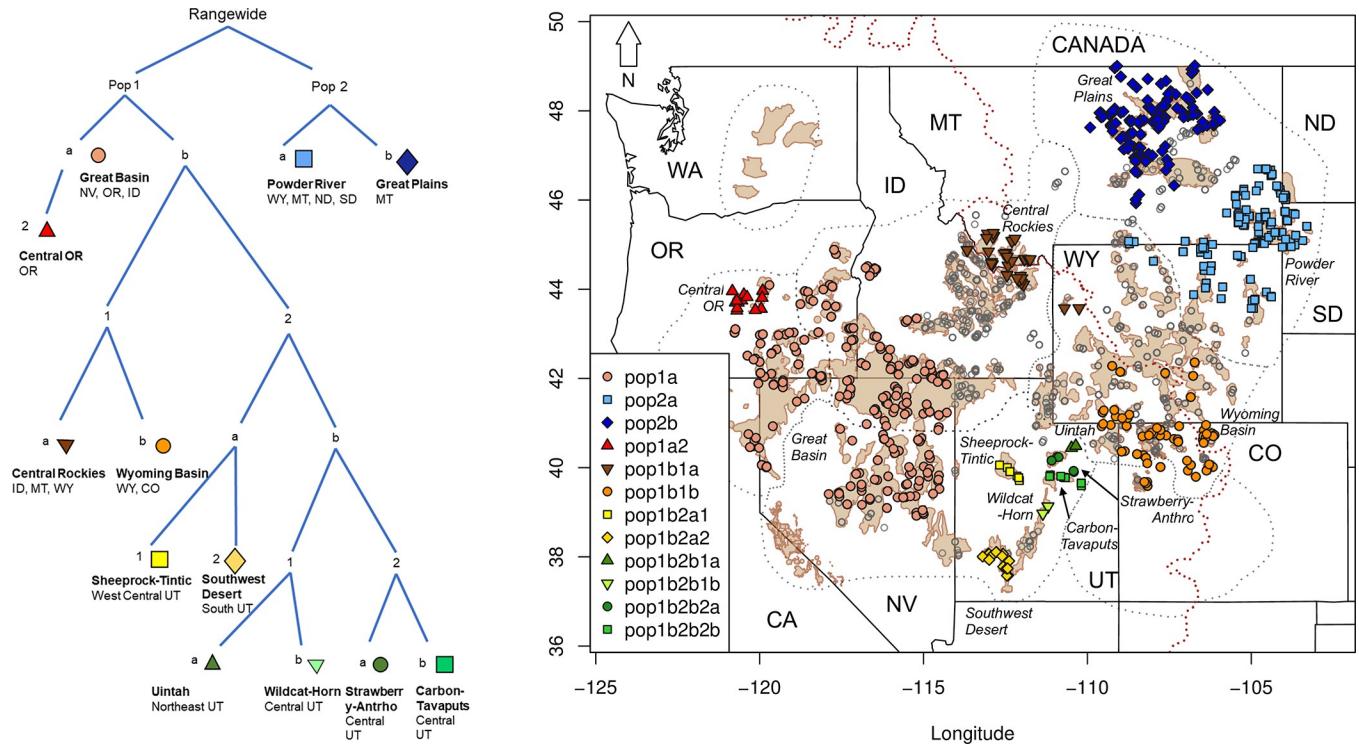 Rangewide
Pop 1
Pop 2
a
Great Basin
NV, OR, ID
b
a
Powder River
WY, MT, ND, SD
b
Great Plains
MT
2
Central OR
OR
1
2
a
Central Rockies
ID, MT, WY
b
Wyoming Basin
WY, CO
a
b
1
Sheeprock-Tintic
West Central UT
2
Southwest
Desert
South UT
1
2
a
Uintah
Northeast UT
b
Wildcat-Horn
Central UT
a
Strawberr
y-Antrho
Central
UT
b
Carbon-
Tavaputs
Central
UT
50
48
46
44
42
40
38
36
N
CANADA
Great
Plains
MT
ND
WA
ID
Central
Rockies
OR
WY
Powder
River
Central
OR
SD
pop1a
pop2a
pop2b
pop1a2
pop1b1a
pop1b1b
pop1b2a1
pop1b2a2
pop1b2b1a
pop1b2b1b
pop1b2b2a
pop1b2b2b
Great
Basin
Sheeprock-
Tintic
Uintah
Wyoming
Basin
CO
Wildcat
-Horn
Strawberry-
Anthro
Carbon-
Tavaputs
UT
CA
NV
Southwest
Desert
−125
−120
−115
−110
−105
Longitude